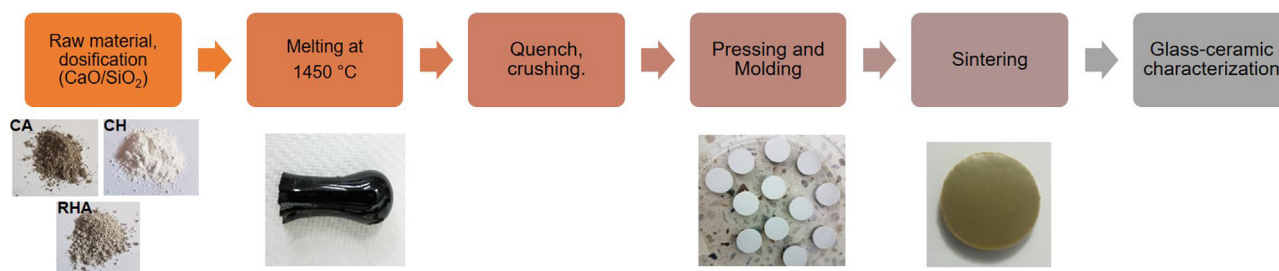 Raw material,
dosification
(CaO/SiO₂)
Melting at
1450 °C
Quench,
crushing.
Pressing and
Molding
Sintering
Glass-ceramic
characterization
CA
CH
RHA